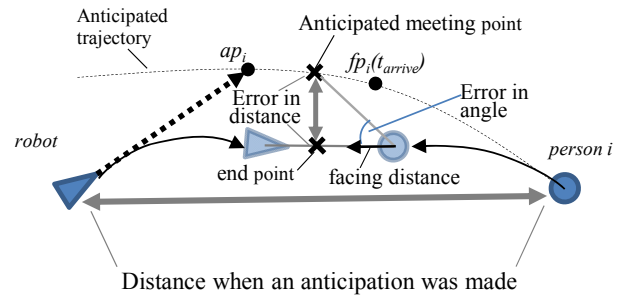 Anticipated
trajectory
Anticipated meeting point
ap_i
fp_i(t_arrive)
Error in
distance
Error in
angle
robot
person i
end point
facing distance
Distance when an anticipation was made